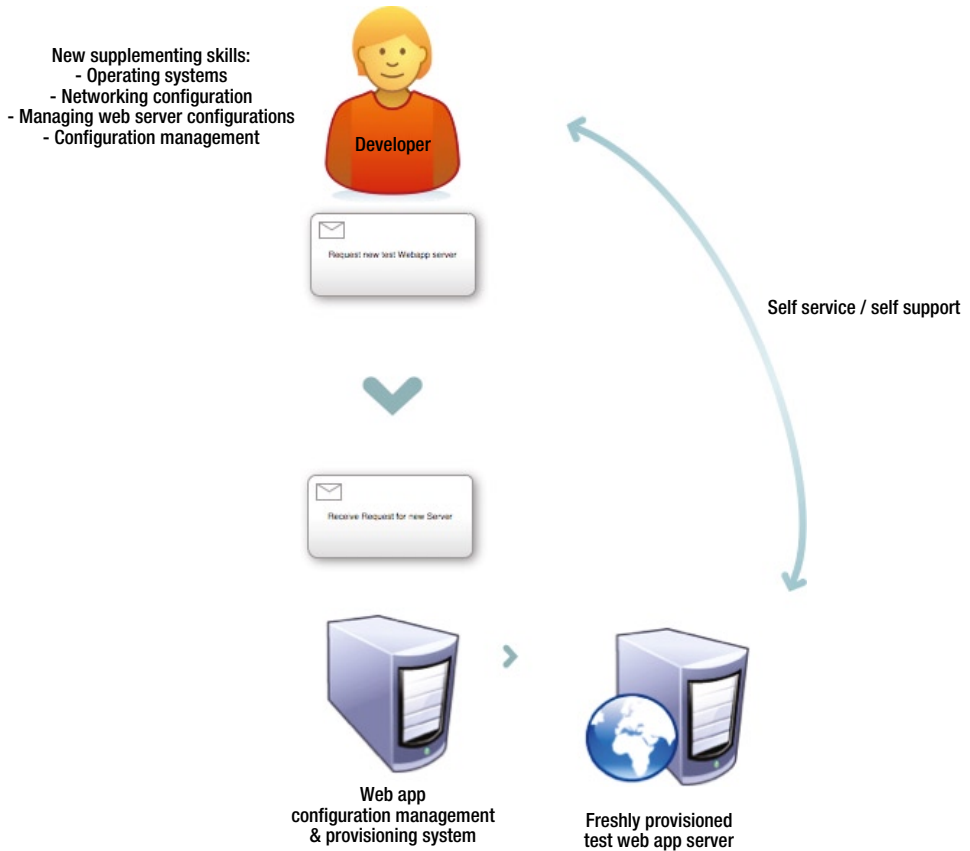 New supplementing skills:
- Operating systems
- Networking configuration
- Managing web server configurations
- Configuration management
Developer
Request new test Webapp server
Self service / self support
Receive Request for new Server
Web app
configuration management
& provisioning system
Freshly provisioned
test web app server